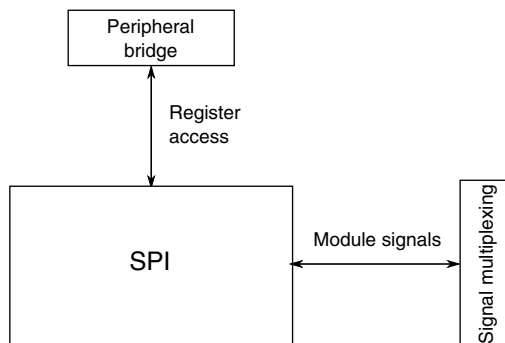 Peripheral
bridge
Register
access
SPI
Module signals
Signal multiplexing